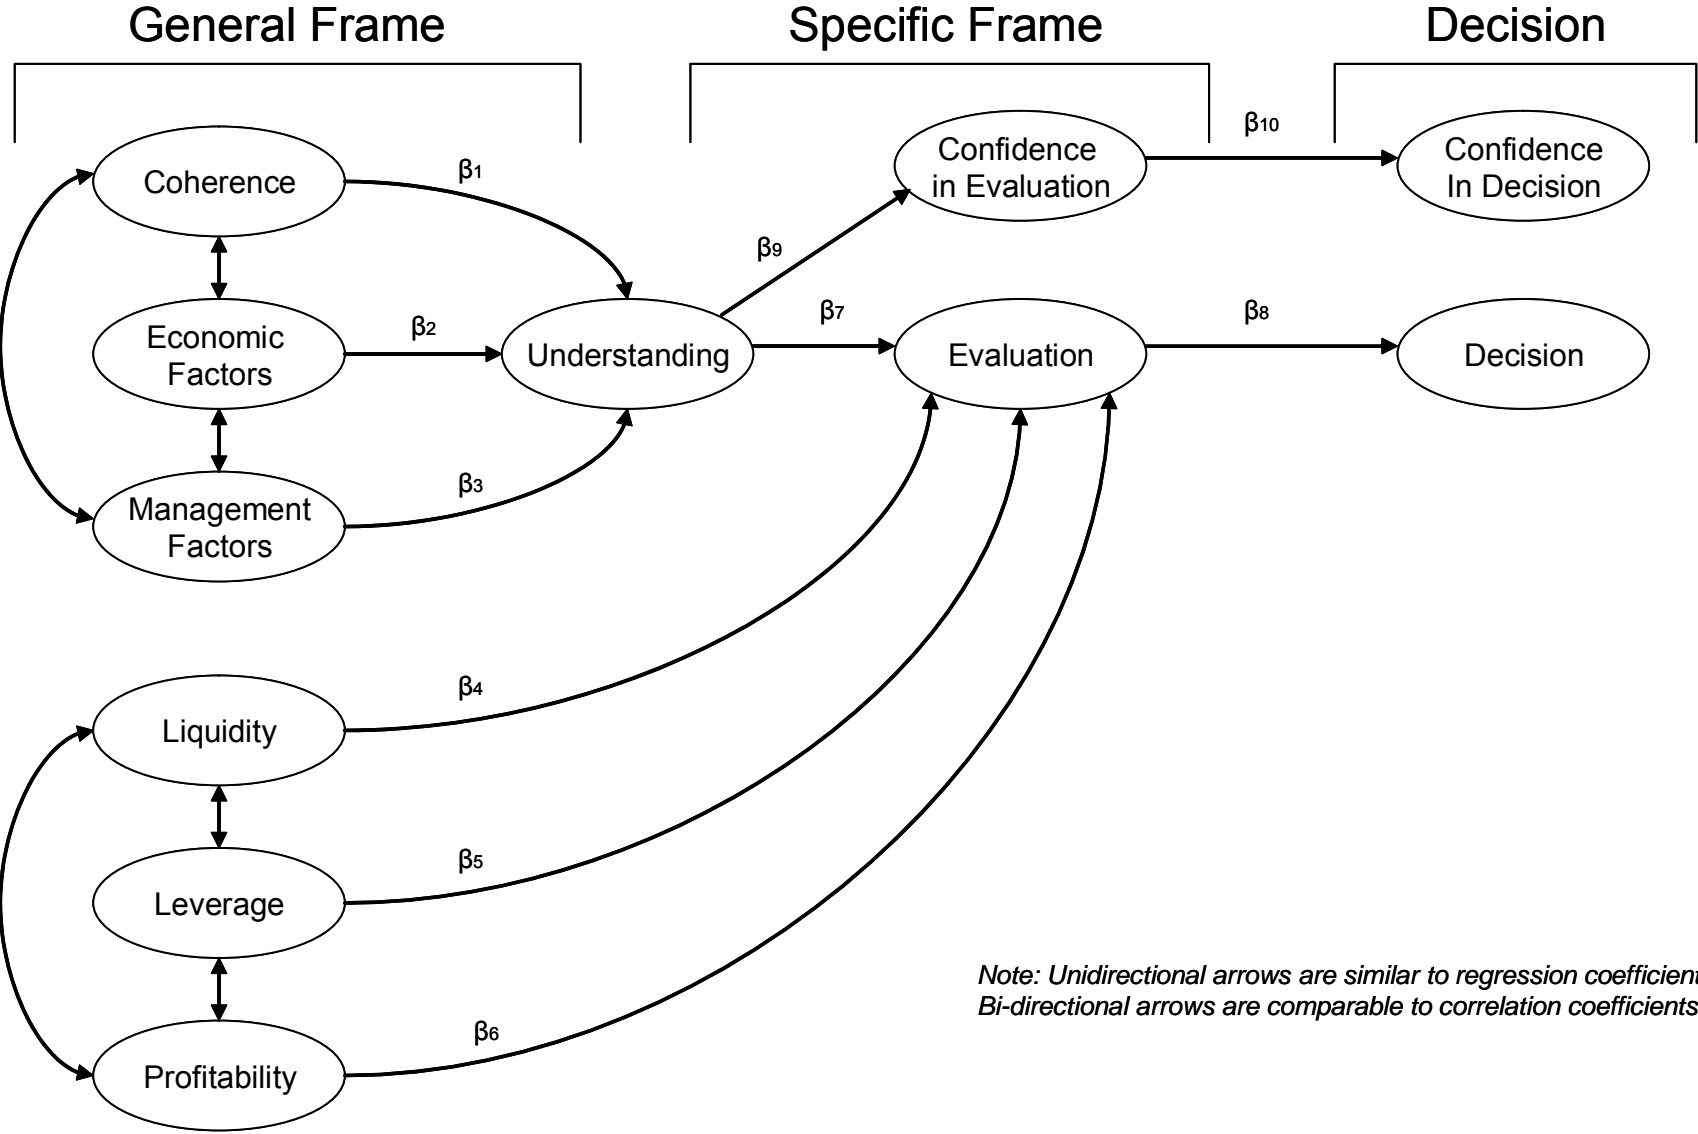 General Frame
Specific Frame
Decision
Coherence
Economic
Factors
Management
Factors
Liquidity
Leverage
Profitability
Understanding
Confidence
in Evaluation
Evaluation
Confidence
In Decision
Decision
β1
β2
β3
β4
β5
β6
β7
β8
β9
β10
Note: Unidirectional arrows are similar to regression coefficient
Bi-directional arrows are comparable to correlation coefficients